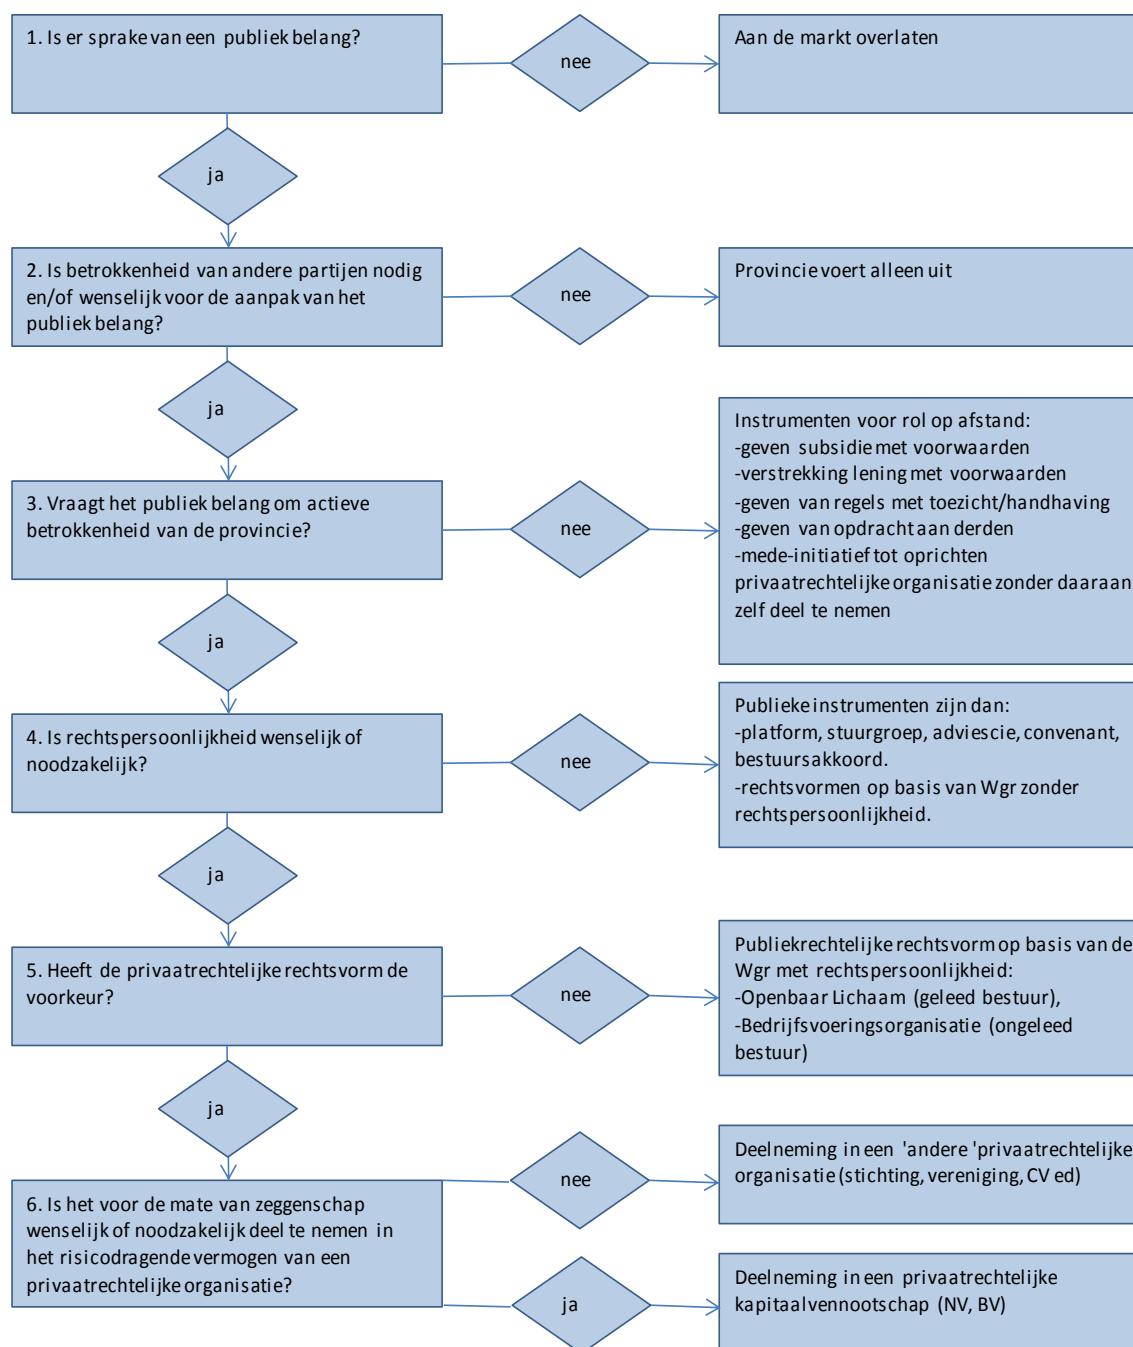 1. Is er sprake van een publiek belang?
nee
Aan de markt overlaten
ja
2. Is betrokkenheid van andere partijen nodig
en/of wenselijk voor de aanpak van het
publiek belang?
nee
Provincie voert alleen uit
ja
3. Vraagt het publiek belang om actieve
betrokkenheid van de provincie?
nee
Instrumenten voor rol op afstand:
-geven subsidie met voorwaarden
-verstrekking lening met voorwaarden
-geven van regels met toezicht/handhaving
-geven van opdracht aan derden
-mede-initiatief tot oprichten
privaatrechtelijke organisatie zonder daaraan
zelf deel te nemen
ja
4. Is rechtspersoonlijkheid wenselijk of
noodzakelijk?
nee
Publieke instrumenten zijn dan:
-platform, stuurgroep, adviescie, convenant,
bestuursakkoord.
-rechtsvormen op basis van Wgr zonder
rechtspersoonlijkheid.
ja
5. Heeft de privaatrechtelijke rechtsvorm de
voorkeur?
nee
Publiekrechtelijke rechtsvorm op basis van de
Wgr met rechtspersoonlijkheid:
-Openbaar Lichaam (geleed bestuur),
-Bedrijfsvoeringsorganisatie (ongeleed
bestuur)
ja
6. Is het voor de mate van zeggenschap
wenselijk of noodzakelijk deel te nemen in
het risicodragende vermogen van een
privaatrechtelijke organisatie?
nee
Deelneming in een 'andere 'privaatrechtelijke
organisatie (stichting, vereniging, CV ed)
ja
Deelneming in een privaatrechtelijke
kapitaalvennootschap (NV, BV)